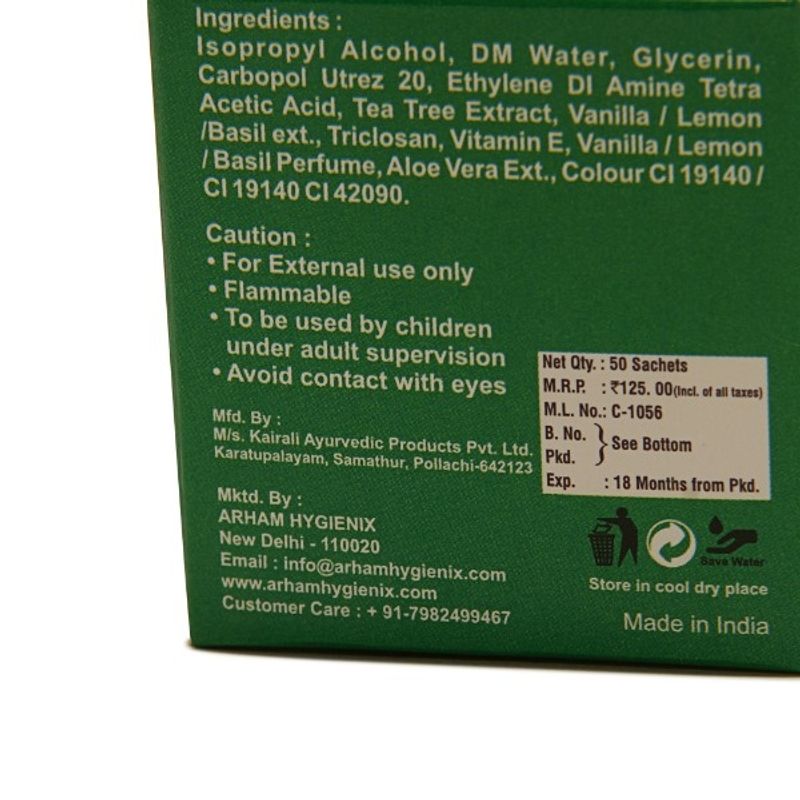 Ingredients :
Isopropyl Alcohol, DM Water, Glycerin,
Carbopol Utrez 20, Ethylene DI Amine Tetra
Acetic Acid, Tea Tree Extract, Vanilla / Lemon
/Basil ext., Triclosan, Vitamin E, Vanilla / Lemon
/ Basil Perfume, Aloe Vera Ext., Colour CI 19140 /
CI 19140 CI 42090.
Caution :
• For External use only
• Flammable
• To be used by children
under adult supervision
• Avoid contact with eyes
Mfd. By :
M/s. Kairali Ayurvedic Products Pvt. Ltd.
Karatupalayam, Samathur, Pollachi-642123
Mktd. By :
ARHAM HYGIENIX
New Delhi - 110020
Email : info@arhamhygienix.com
www.arhamhygienix.com
Customer Care : + 91-7982499467
Net Qty. : 50 Sachets
M.R.P. : ₹125. 00(Incl. of all taxes)
M.L. No.: C-1056
B. No.
Pkd.
See Bottom
Exp. : 18 Months from Pkd.
Save Water
Store in cool dry place
Made in India